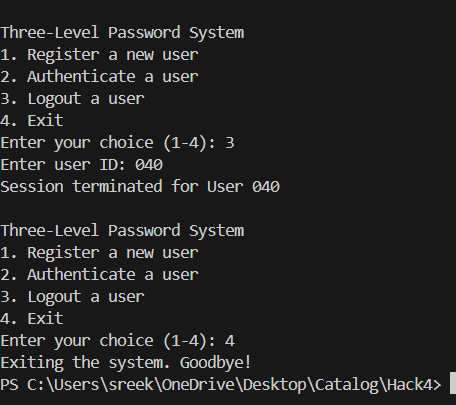 Three-Level Password System
1. Register a new user
2. Authenticate a user
3. Logout a user
4. Exit
Enter your choice (1-4): 3
Enter user ID: 040
Session terminated for User 040
Three-Level Password System
1. Register a new user
2. Authenticate a user
3. Logout a user
4. Exit
Enter your choice (1-4): 4
Exiting the system. Goodbye!
PS C:\Users\sreek\OneDrive\Desktop\Catalog\Hack4>